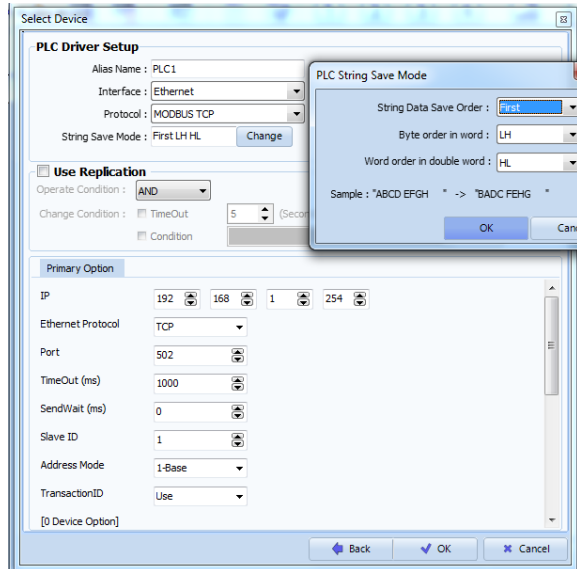 Select Device
PLC Driver Setup
Alias Name : PLC1
Interface : Ethernet
Protocol : MODBUS TCP
String Save Mode : First LH HL Change
PLC String Save Mode
String Data Save Order : First
Byte order in word : LH
Word order in double word : HL
Sample : "ABCD EFGH " -> "BADC FEHG "
OK Canc
Use Replication
Operate Condition : AND
Change Condition : TimeOut 5 (Secon
Condition
Primary Option
IP 192 168 1 254
Ethernet Protocol TCP
Port 502
TimeOut (ms) 1000
SendWait (ms) 0
Slave ID 1
Address Mode 1-Base
TransactionID Use
[0 Device Option]
Back OK Cancel